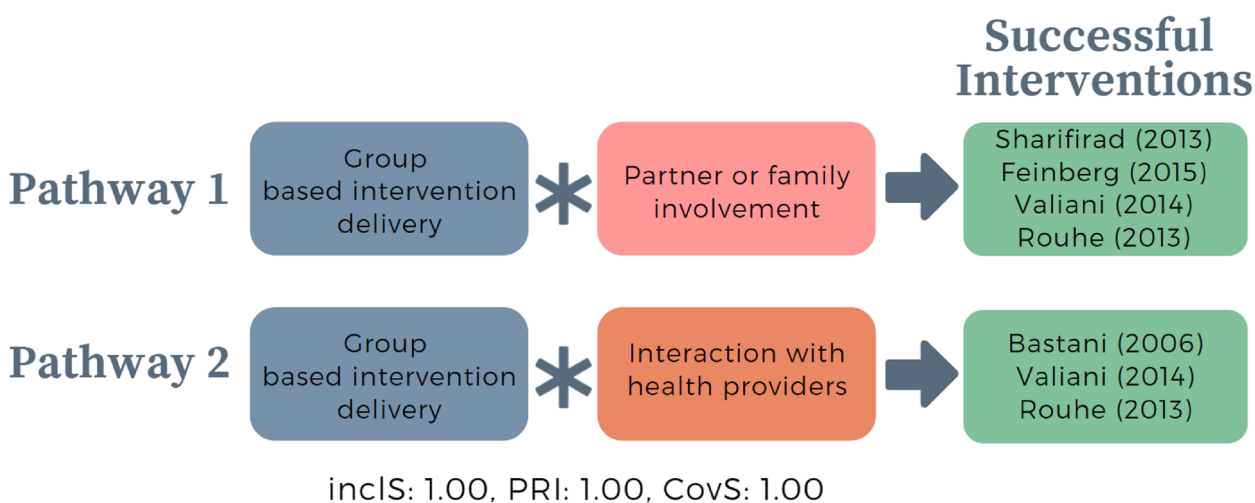 Successful
Interventions
Pathway 1
Group
based intervention
delivery
*
Partner or family
involvement
Sharifirad (2013)
Feinberg (2015)
Valiani (2014)
Rouhe (2013)
Pathway 2
Group
based intervention
delivery
*
Interaction with
health providers
Bastani (2006)
Valiani (2014)
Rouhe (2013)
inclS: 1.00, PRI: 1.00, CovS: 1.00